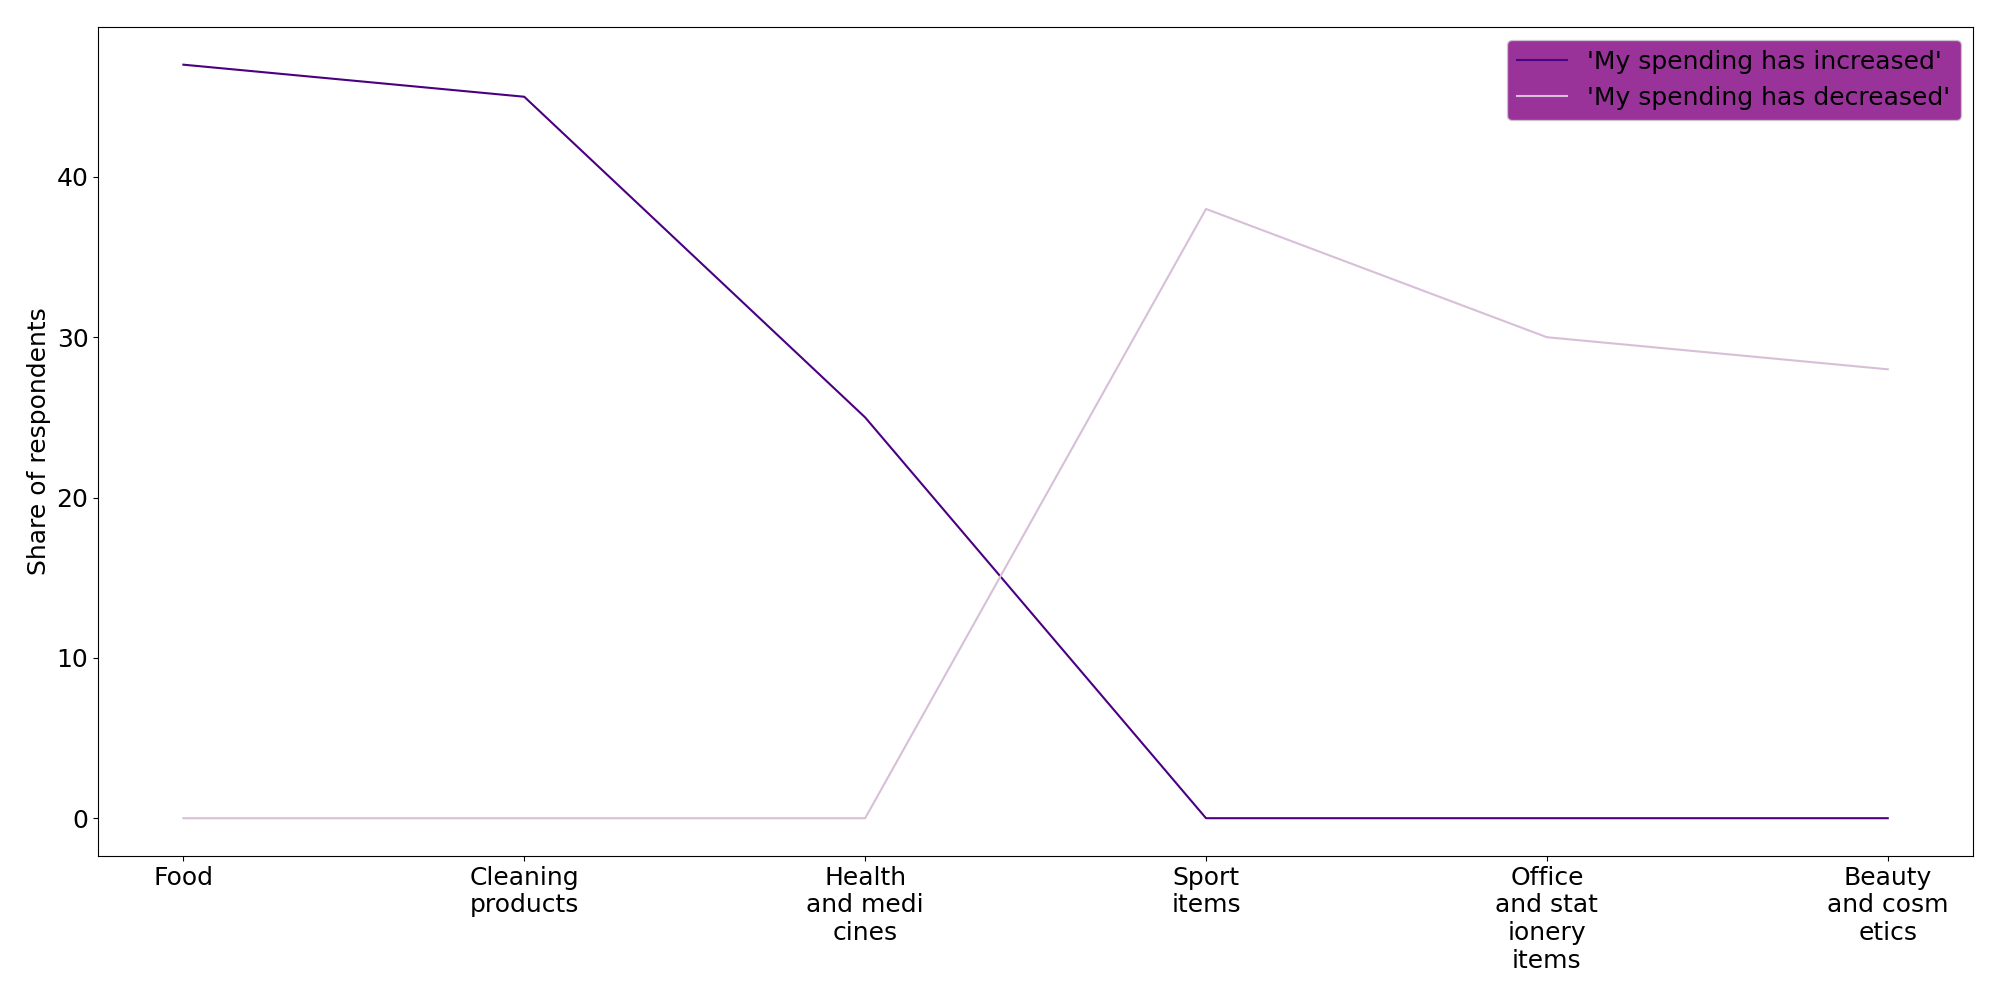 'My spending has increased'
'My spending has decreased'
Share of respondents
40
30
20
10
0
Food
Cleaning
products
Health
and medi
cines
Sport
items
Office
and stat
ionery
items
Beauty
and cosm
etics